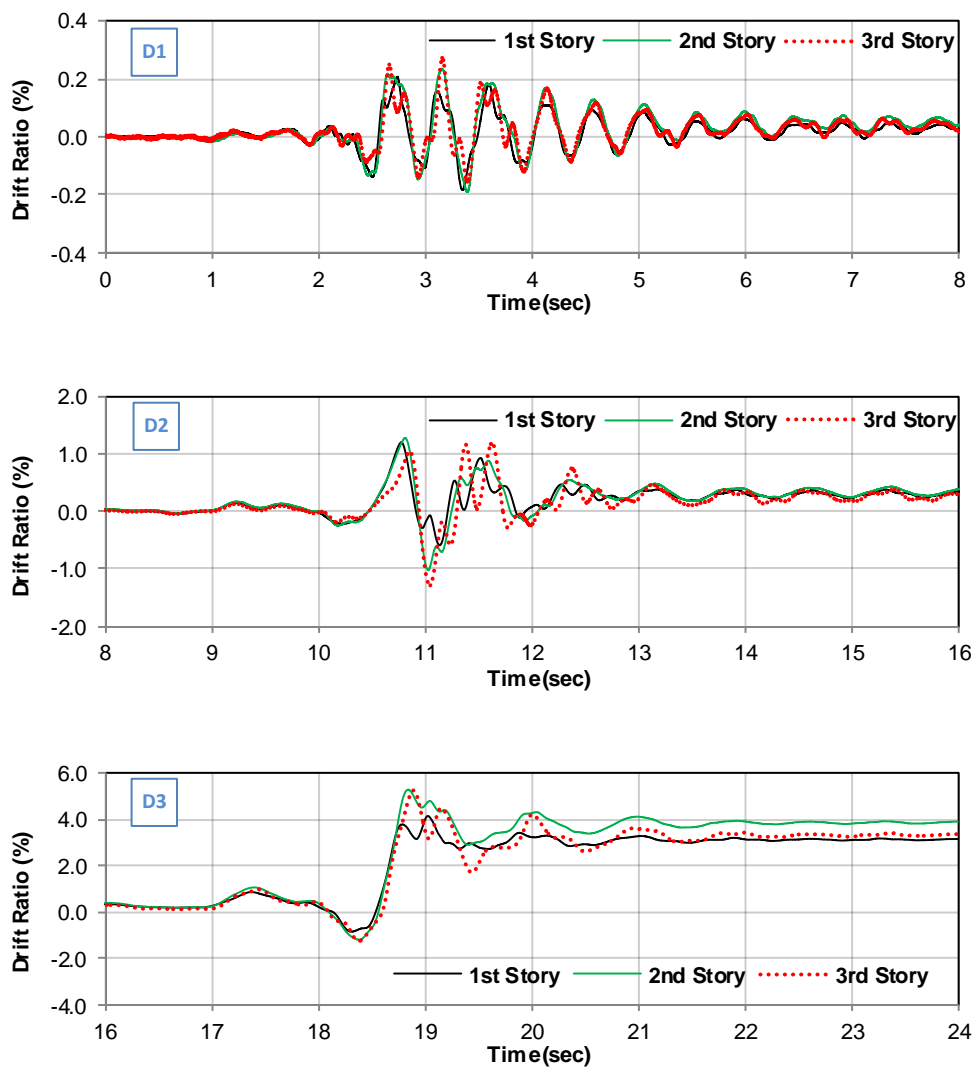 D1
1st Story 2nd Story 3rd Story
Drift Ratio (%)
0.4
0.2
0.0
-0.2
-0.4
0 1 2 3 4 5 6 7 8
Time(sec)
D2
1st Story 2nd Story 3rd Story
Drift Ratio (%)
2.0
1.0
0.0
-1.0
-2.0
8 9 10 11 12 13 14 15 16
Time(sec)
D3
Drift Ratio (%)
6.0
4.0
2.0
0.0
-2.0
-4.0
1st Story 2nd Story 3rd Story
16 17 18 19 20 21 22 23 24
Time(sec)